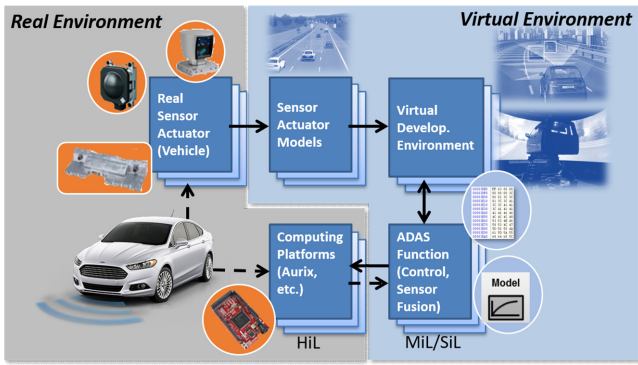 Real Environment
Virtual Environment
Real
Sensor
Actuator
(Vehicle)
Sensor
Actuator
Models
Virtual
Develop.
Environment
Computing
Platforms
(Aurix,
etc.)
ADAS
Function
(Control,
Sensor
Fusion)
Model
HiL
MiL/SiL